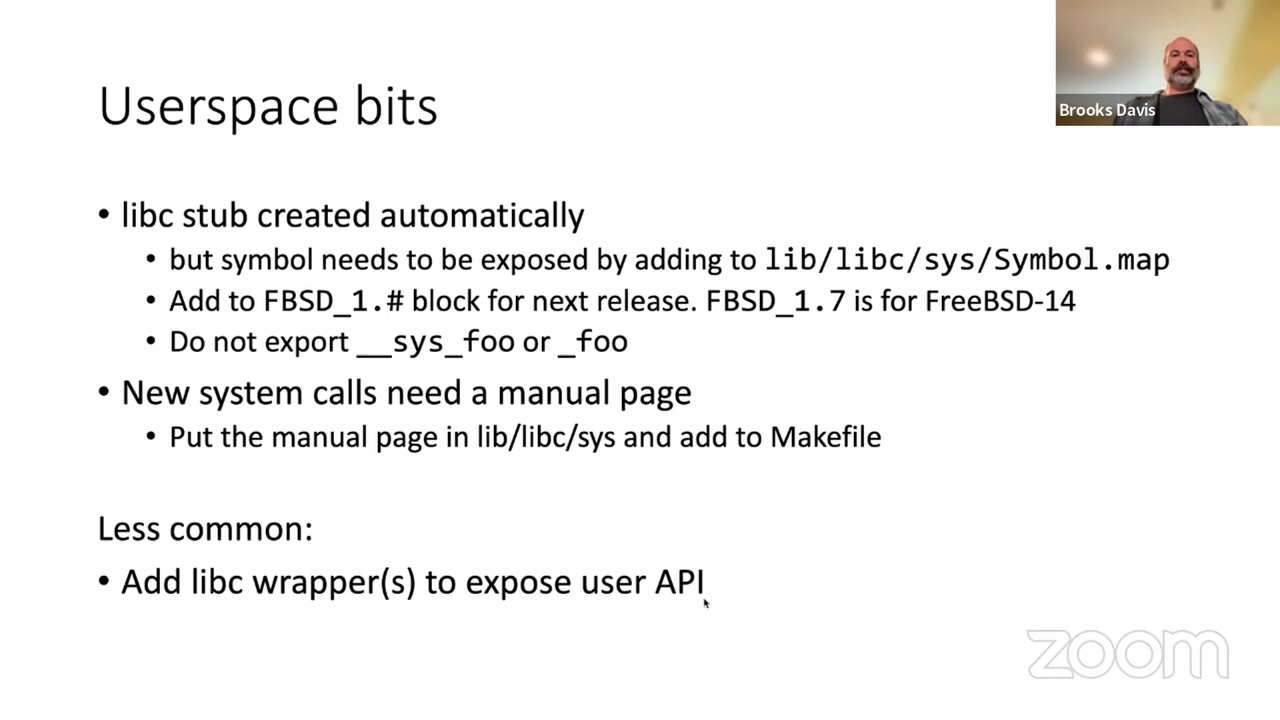 Userspace bits
Brooks Davis
• libc stub created automatically
• but symbol needs to be exposed by adding to lib/libc/sys/Symbol.map
• Add to FBSD_1.# block for next release. FBSD_1.7 is for FreeBSD-14
• Do not export __sys_foo or _foo
• New system calls need a manual page
• Put the manual page in lib/libc/sys and add to Makefile
Less common:
• Add libc wrapper(s) to expose user API
zoom